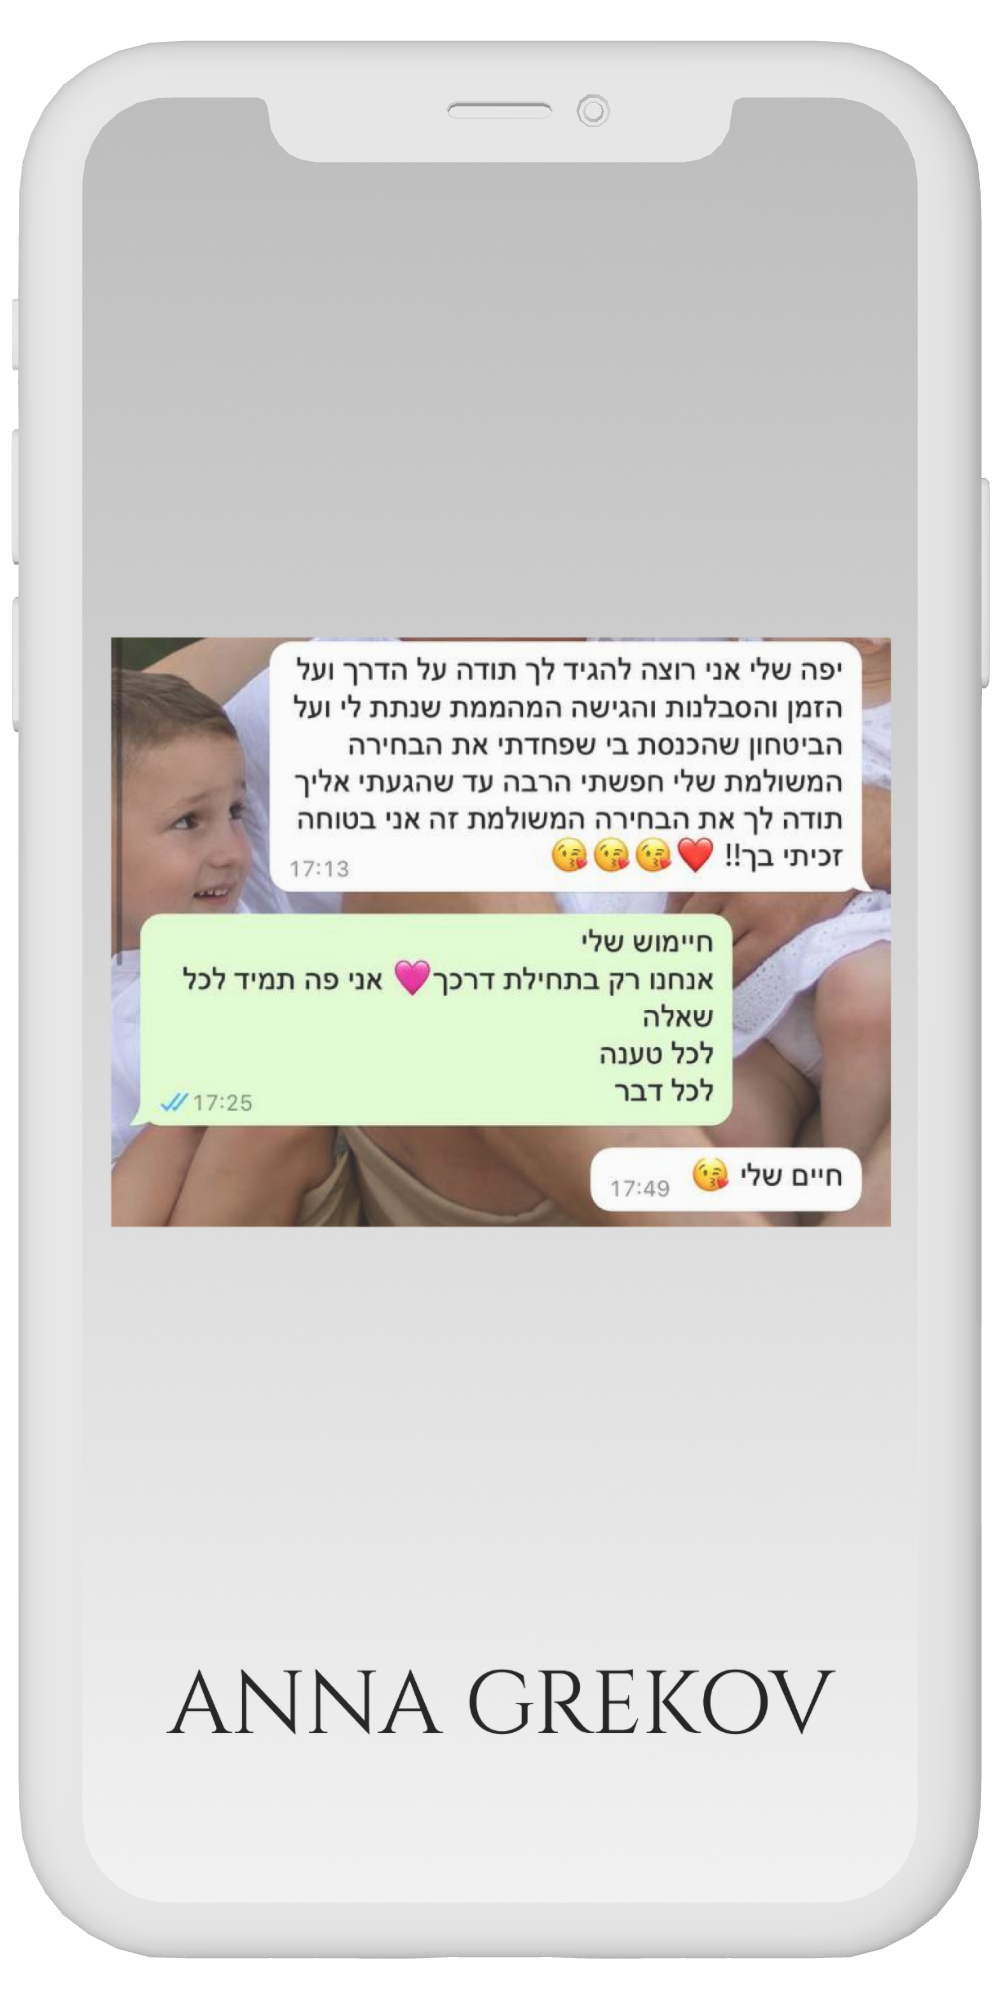 יפה שלי אני רוצה להגיד לך תודה על הדרך ועל
הזמן והסבלנות והגישה המהממת שנתת לי ועל
הביטחון שהכנסת בי שפחדתי את הבחירה
המשולמת שלי חפשתי הרבה עד שהגעתי אליך
תודה לך את הבחירה המשולמת זה אני בטוחה
זכיתי בך!! ❤️😘😘😘
17:13
חיימוש שלי
אנחנו רק בתחילת דרכך🩷 אני פה תמיד לכל
שאלה
לכל טענה
לכל דבר
17:25
חיים שלי 😘
17:49
ANNA GREKOV